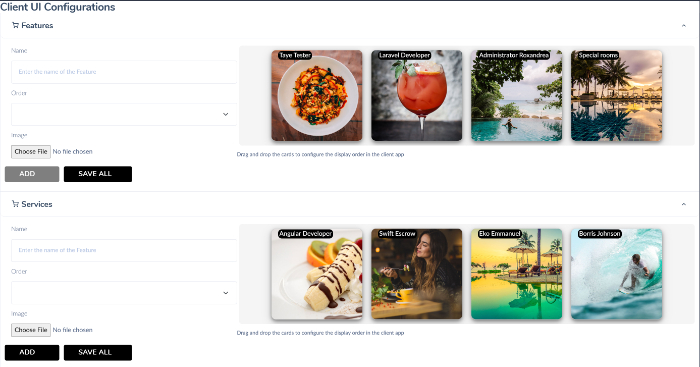 Client UI Configurations
Features
Name
Enter the name of the Feature
Order
Image
Choose File No file chosen
ADD SAVE ALL
Taye Tester Laravel Developer Administrator Roxandrea Special rooms
Drag and drop the cards to configure the display order in the client app
Services
Name
Enter the name of the Feature
Order
Image
Choose File No file chosen
ADD SAVE ALL
Angular Developer Swift Escrow Eko Emmanuel Borris Johnson
Drag and drop the cards to configure the display order in the client app